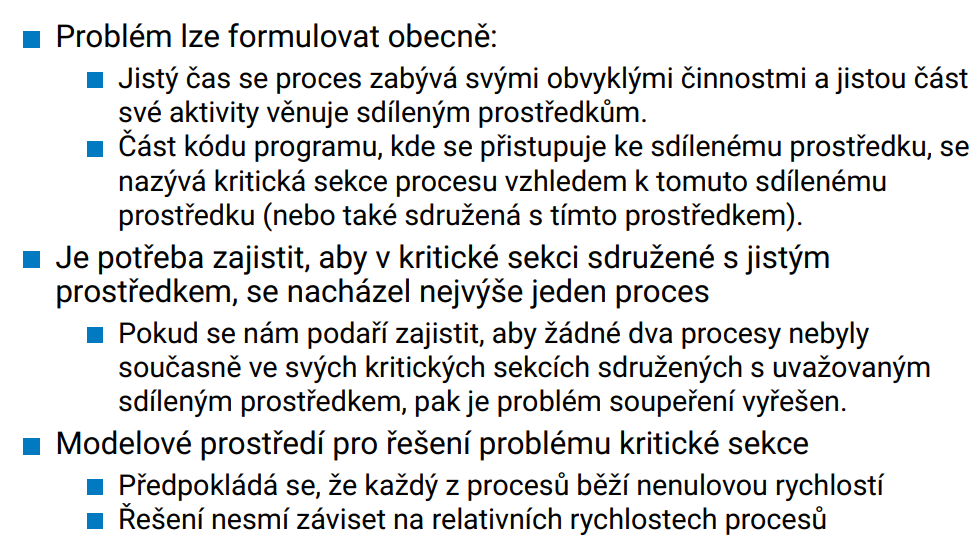 Problém lze formulovat obecně:
Jistý čas se proces zabývá svými obvyklými činnostmi a jistou část
své aktivity věnuje sdíleným prostředkům.
Část kódu programu, kde se přistupuje ke sdílenému prostředku, se
nazývá kritická sekce procesu vzhledem k tomuto sdílenému
prostředku (nebo také sdružená s tímto prostředkem).
Je potřeba zajistit, aby v kritické sekci sdružené s jistým
prostředkem, se nacházel nejvýše jeden proces
Pokud se nám podaří zajistit, aby žádné dva procesy nebyly
současně ve svých kritických sekcích sdružených s uvažovaným
sdíleným prostředkem, pak je problém soupeření vyřešen.
Modelové prostředí pro řešení problému kritické sekce
Předpokládá se, že každý z procesů běží nenulovou rychlostí
Řešení nesmí záviset na relativních rychlostech procesů